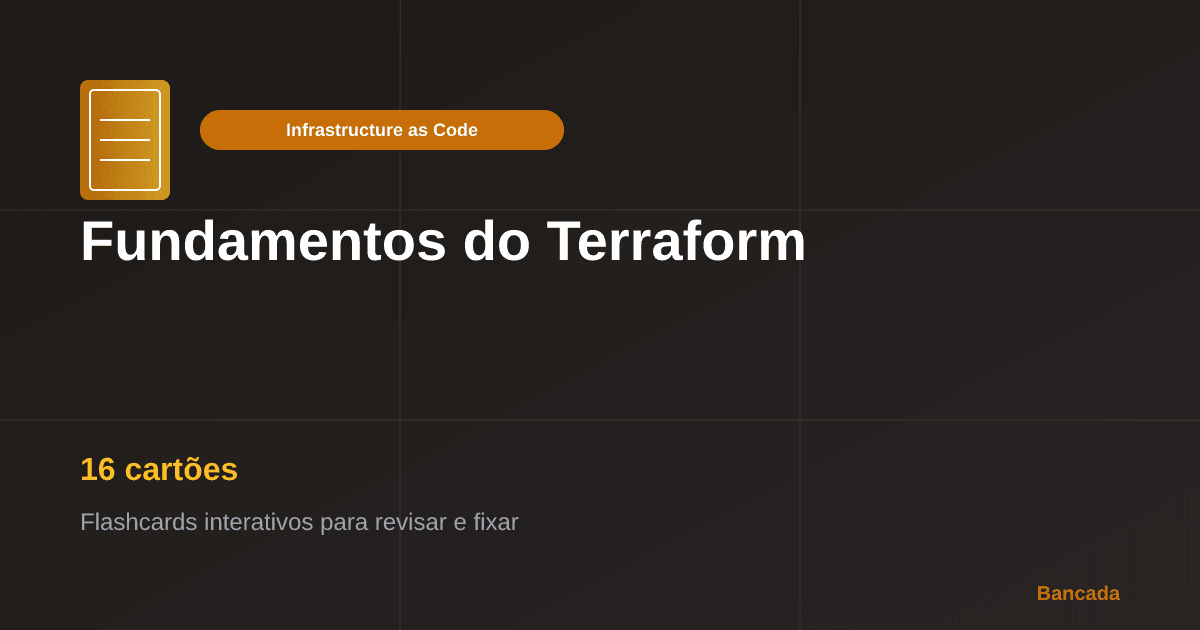 Infrastructure as Code
Fundamentos do Terraform
16 cartões
Flashcards interativos para revisar e fixar
Bancada